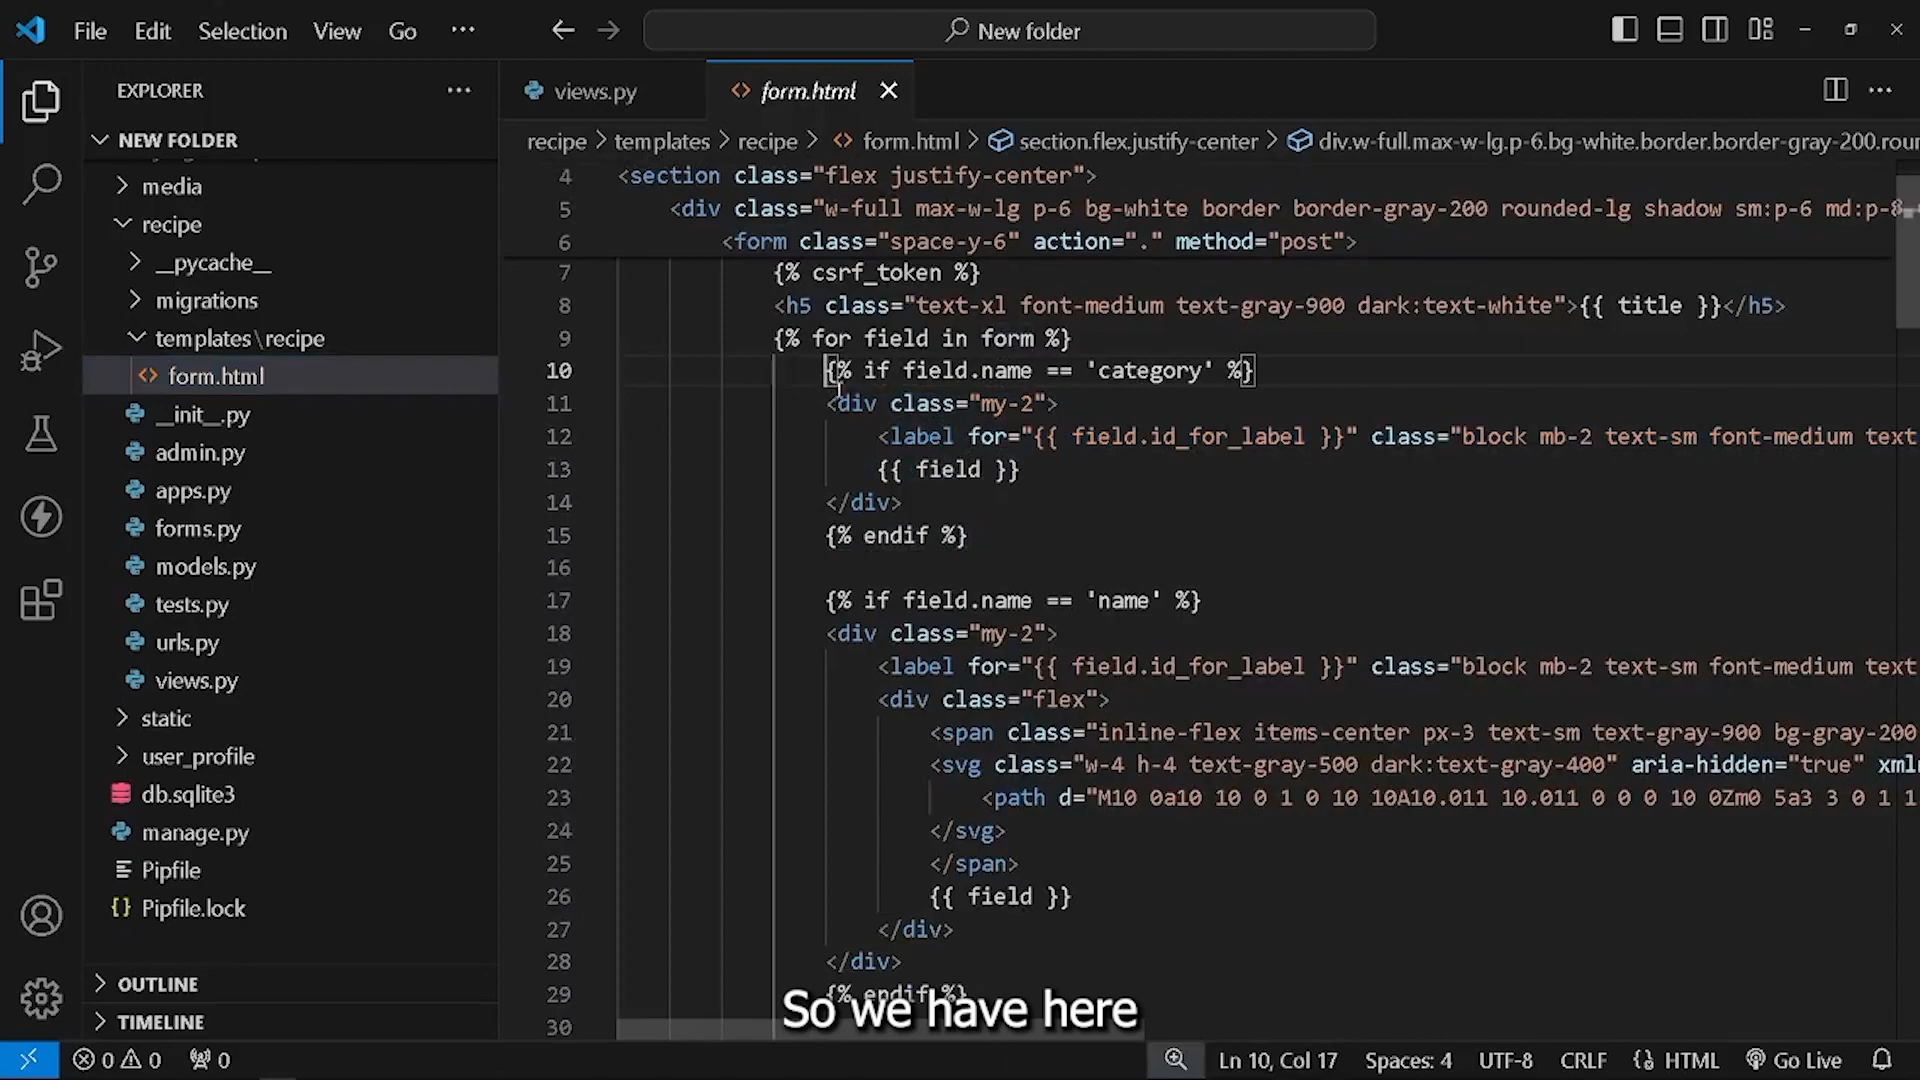 File Edit Selection View Go ···
New folder
EXPLORER
NEW FOLDER
media
recipe
__pycache__
migrations
templates\recipe
form.html
__init__.py
admin.py
apps.py
forms.py
models.py
tests.py
urls.py
views.py
static
user_profile
db.sqlite3
manage.py
Pipfile
Pipfile.lock
OUTLINE
TIMELINE
views.py form.html
recipe > templates > recipe > form.html > section.flex.justify-center > div.w-full.max-w-lg.p-6.bg-white.border.border-gray-200.rour
4 <section class="flex justify-center">
5 <div class="w-full max-w-lg p-6 bg-white border border-gray-200 rounded-lg shadow sm:p-6 md:p-8
6 <form class="space-y-6" action="." method="post">
7 {% csrf_token %}
8 <h5 class="text-xl font-medium text-gray-900 dark:text-white">{{ title }}</h5>
9 {% for field in form %}
10 {% if field.name == 'category' %}
11 <div class="my-2">
12 <label for="{{ field.id_for_label }}" class="block mb-2 text-sm font-medium text
13 {{ field }}
14 </div>
15 {% endif %}
16
17 {% if field.name == 'name' %}
18 <div class="my-2">
19 <label for="{{ field.id_for_label }}" class="block mb-2 text-sm font-medium text
20 <div class="flex">
21 <span class="inline-flex items-center px-3 text-sm text-gray-900 bg-gray-200
22 <svg class="w-4 h-4 text-gray-500 dark:text-gray-400" aria-hidden="true" xml
23 <path d="M10 0a10 10 0 1 0 10 10A10.011 10.011 0 0 0 10 0Zm0 5a3 3 0 1 1
24 </svg>
25 </span>
26 {{ field }}
27 </div>
28 </div>
29 {% endif %}
30
So we have here
0 0 0 Ln 10, Col 17 Spaces: 4 UTF-8 CRLF {} HTML Go Live